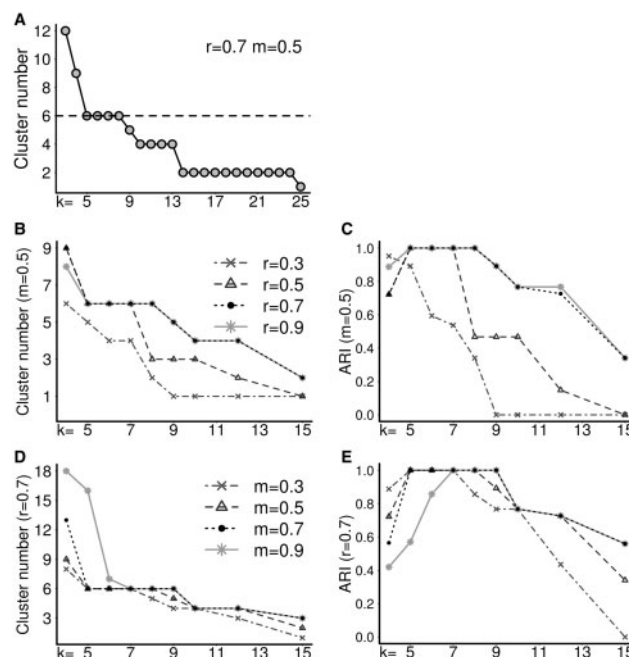 A
r=0.7 m=0.5
Cluster number
12
10
8
6
4
2
k= 5 9 13 17 21 25
B
Cluster number (m=0.5)
9
7
5
3
1
r=0.3
r=0.5
r=0.7
r=0.9
k= 5 7 9 11 13 15
C
ARI (m=0.5)
1.0
0.8
0.6
0.4
0.2
0.0
k= 5 7 9 11 13 15
D
Cluster number (r=0.7)
18
15
12
9
6
3
m=0.3
m=0.5
m=0.7
m=0.9
k= 5 7 9 11 13 15
E
ARI (r=0.7)
1.0
0.8
0.6
0.4
0.2
0.0
k= 5 7 9 11 13 15